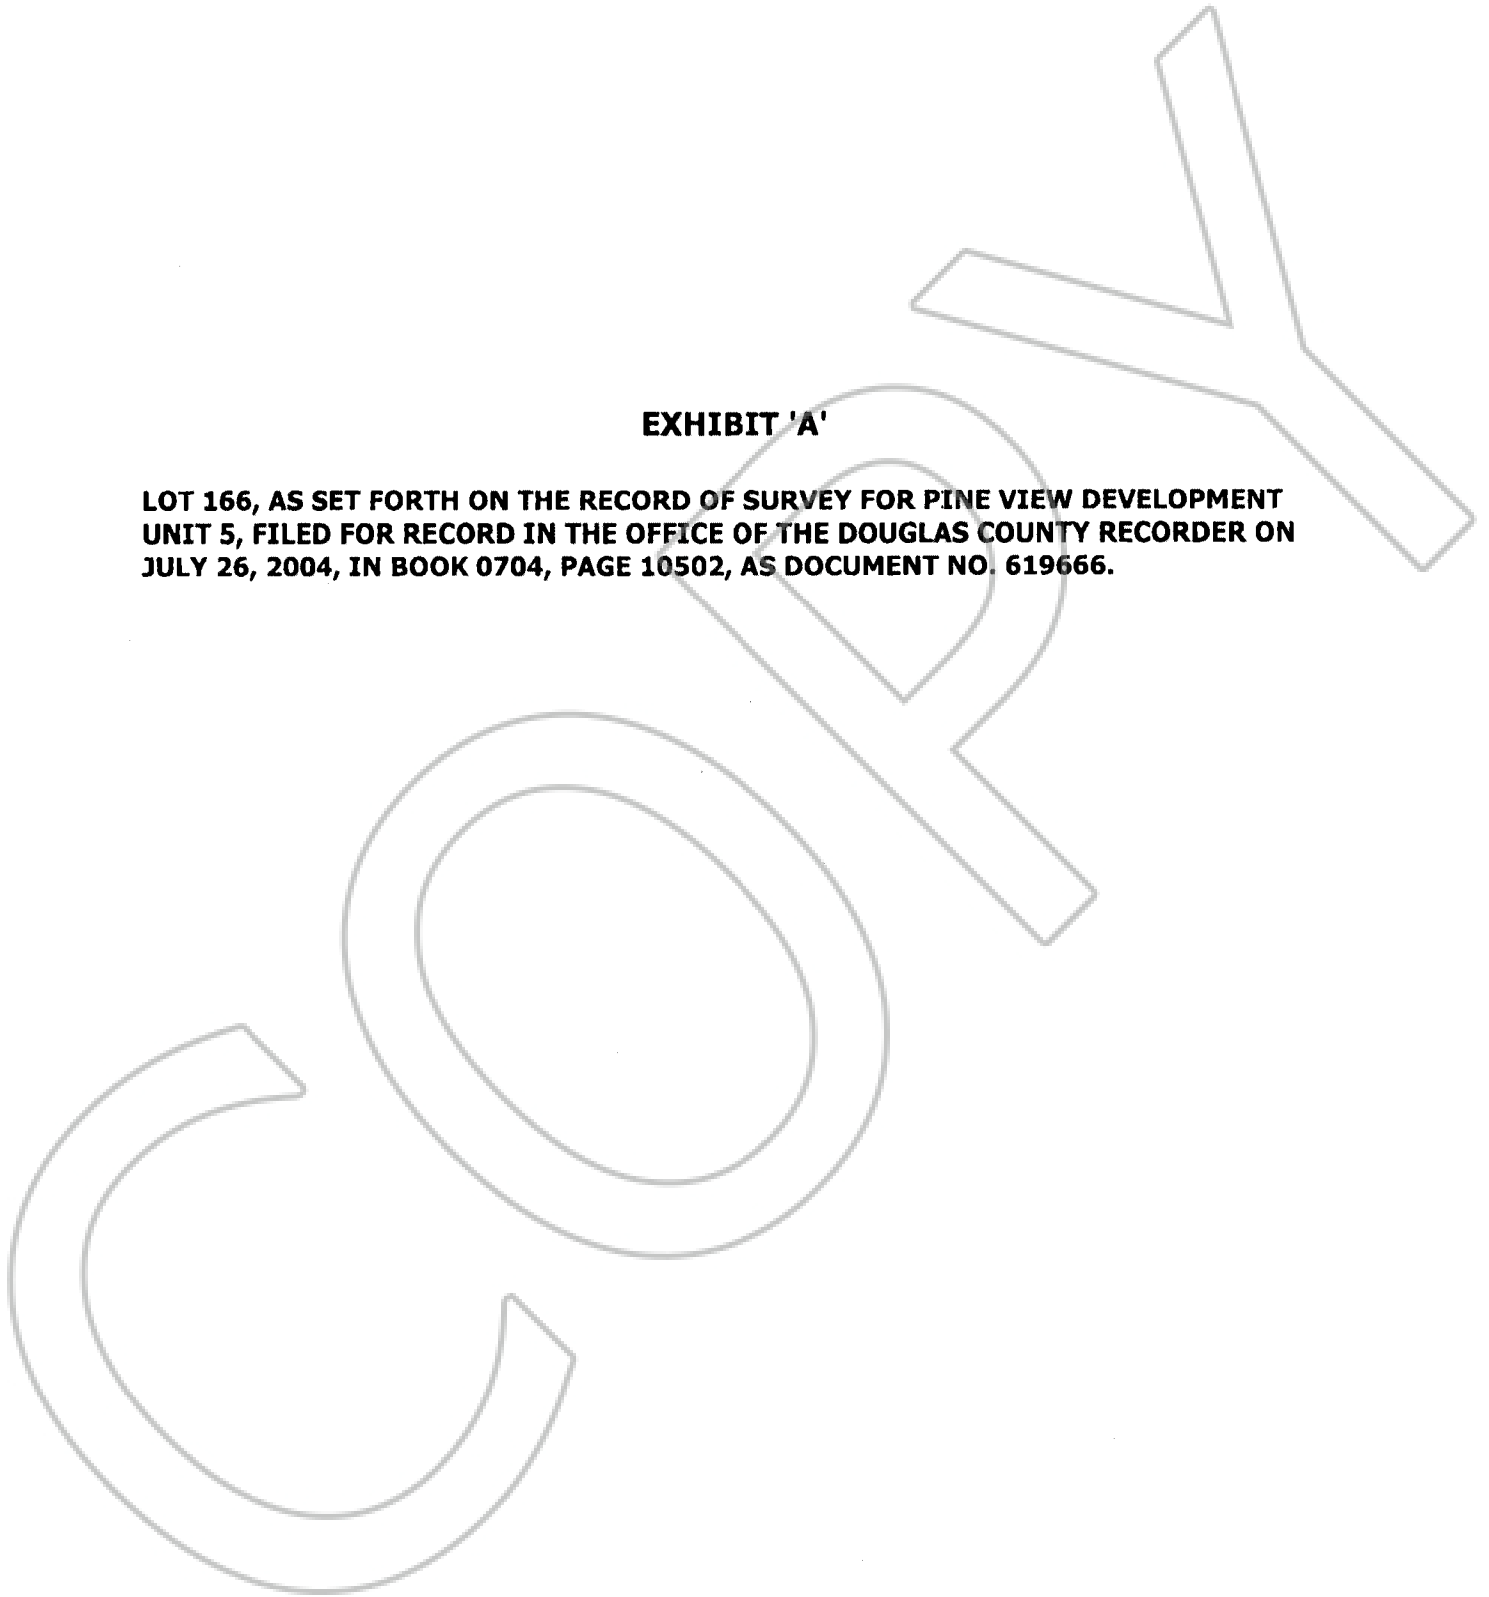 EXHIBIT 'A'
LOT 166, AS SET FORTH ON THE RECORD OF SURVEY FOR PINE VIEW DEVELOPMENT
UNIT 5, FILED FOR RECORD IN THE OFFICE OF THE DOUGLAS COUNTY RECORDER ON
JULY 26, 2004, IN BOOK 0704, PAGE 10502, AS DOCUMENT NO. 619666.
COPY